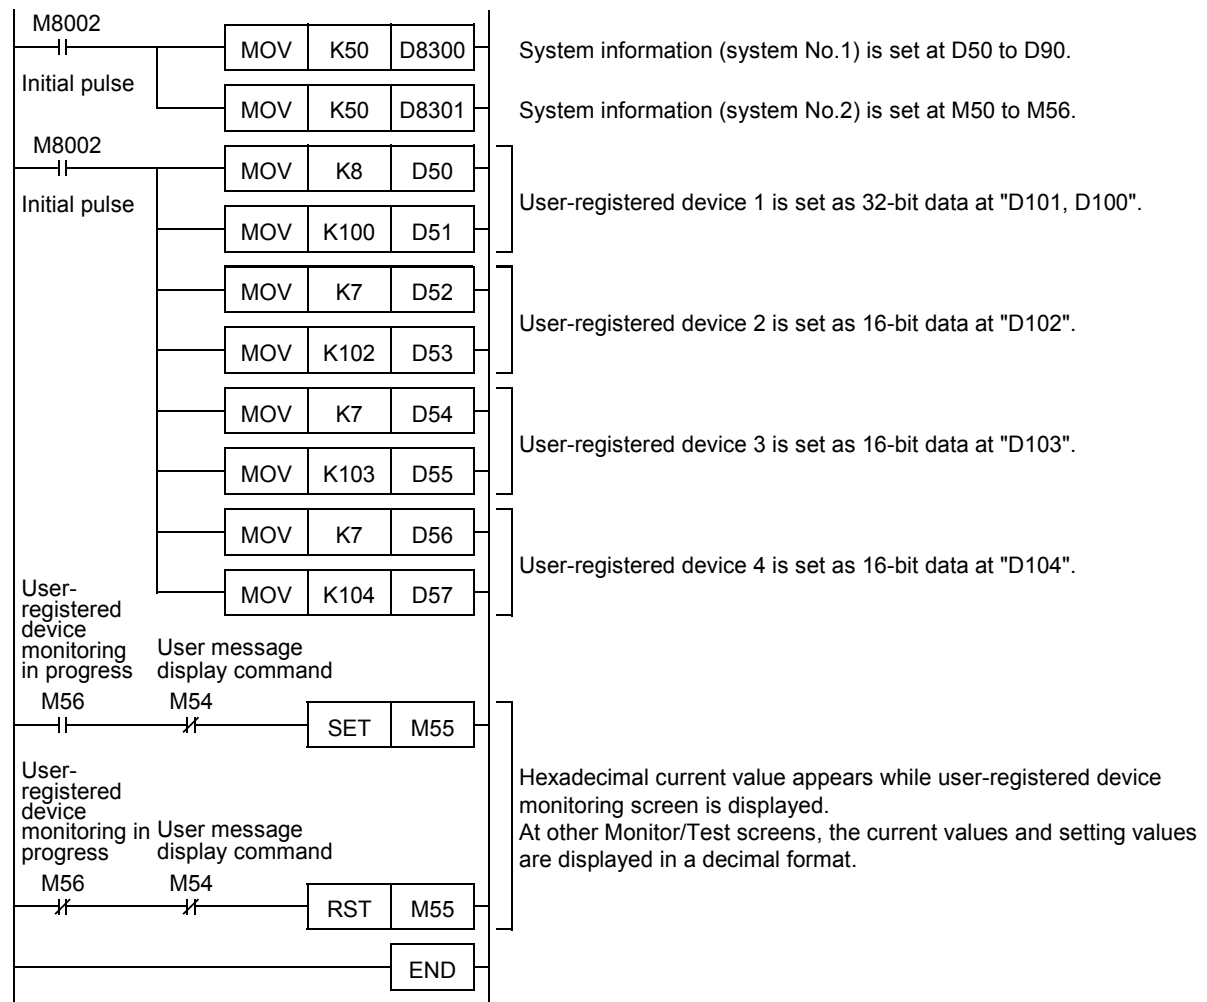 M8002
MOV K50 D8300
System information (system No.1) is set at D50 to D90.
Initial pulse
MOV K50 D8301
System information (system No.2) is set at M50 to M56.
M8002
MOV K8 D50
Initial pulse
User-registered device 1 is set as 32-bit data at "D101, D100".
MOV K100 D51
MOV K7 D52
User-registered device 2 is set as 16-bit data at "D102".
MOV K102 D53
MOV K7 D54
User-registered device 3 is set as 16-bit data at "D103".
MOV K103 D55
MOV K7 D56
User-registered device 4 is set as 16-bit data at "D104".
MOV K104 D57
User-
registered
device
monitoring
in progress
User message
display command
M56 M54
SET M55
User-
registered
device
monitoring in
progress
User message
display command
Hexadecimal current value appears while user-registered device
monitoring screen is displayed.
At other Monitor/Test screens, the current values and setting values
are displayed in a decimal format.
M56 M54
RST M55
END